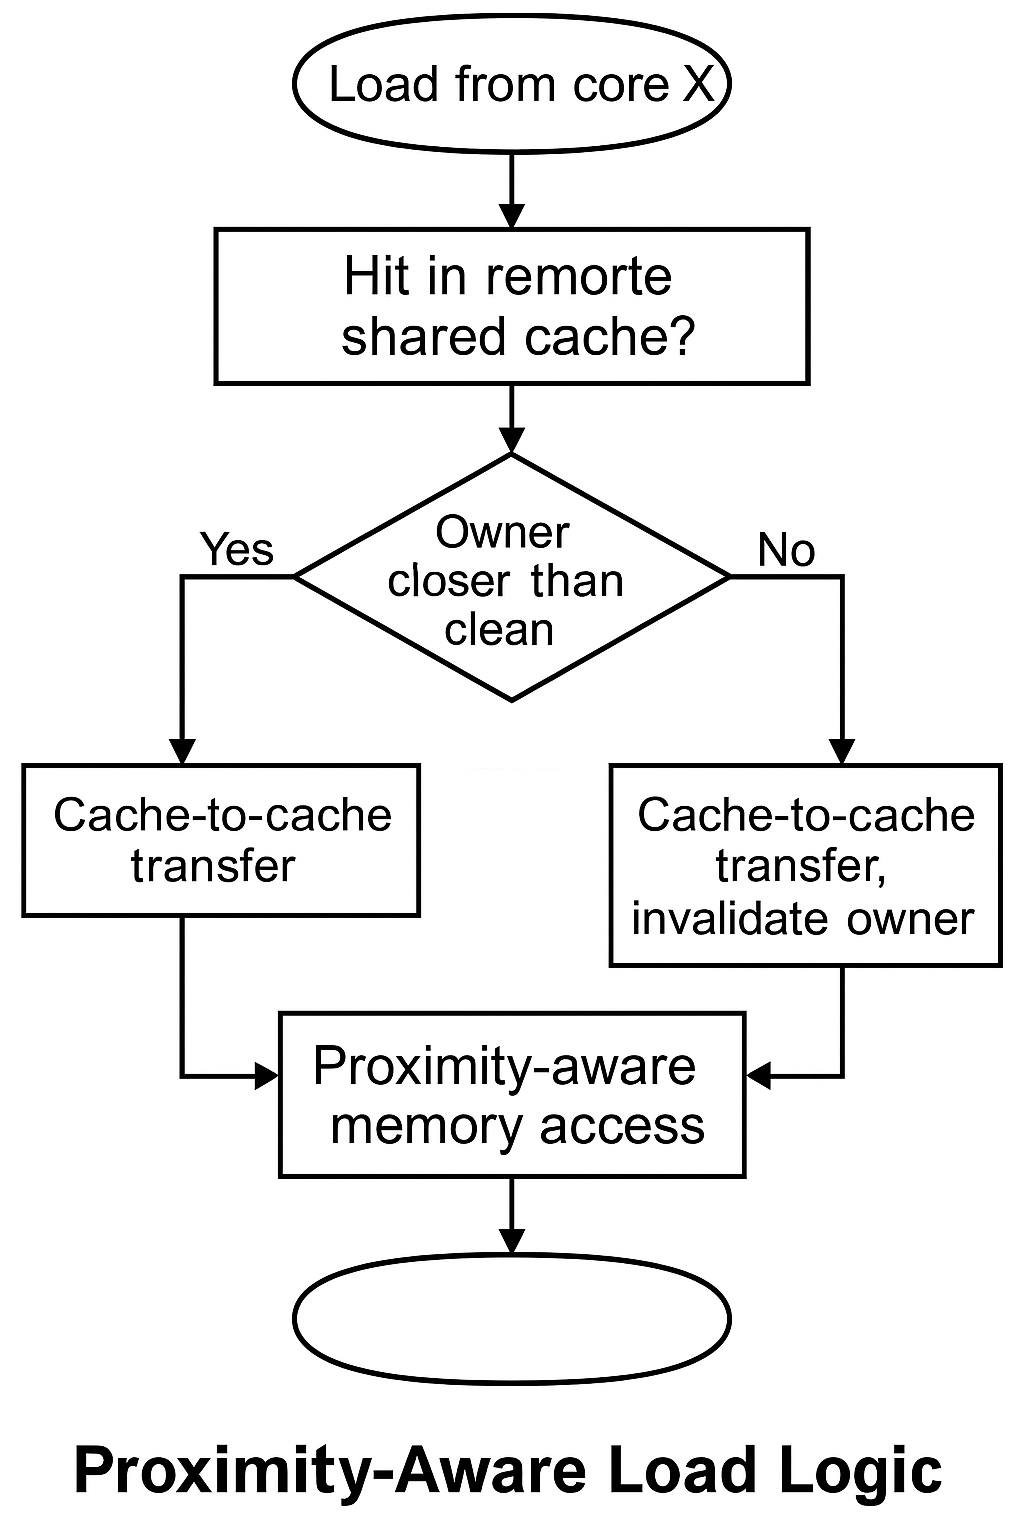 Load from core X
Hit in remorte
shared cache?
Owner
closer than
clean
Yes
No
Cache-to-cache
transfer
Cache-to-cache
transfer,
invalidate owner
Proximity-aware
memory access
Proximity-Aware Load Logic